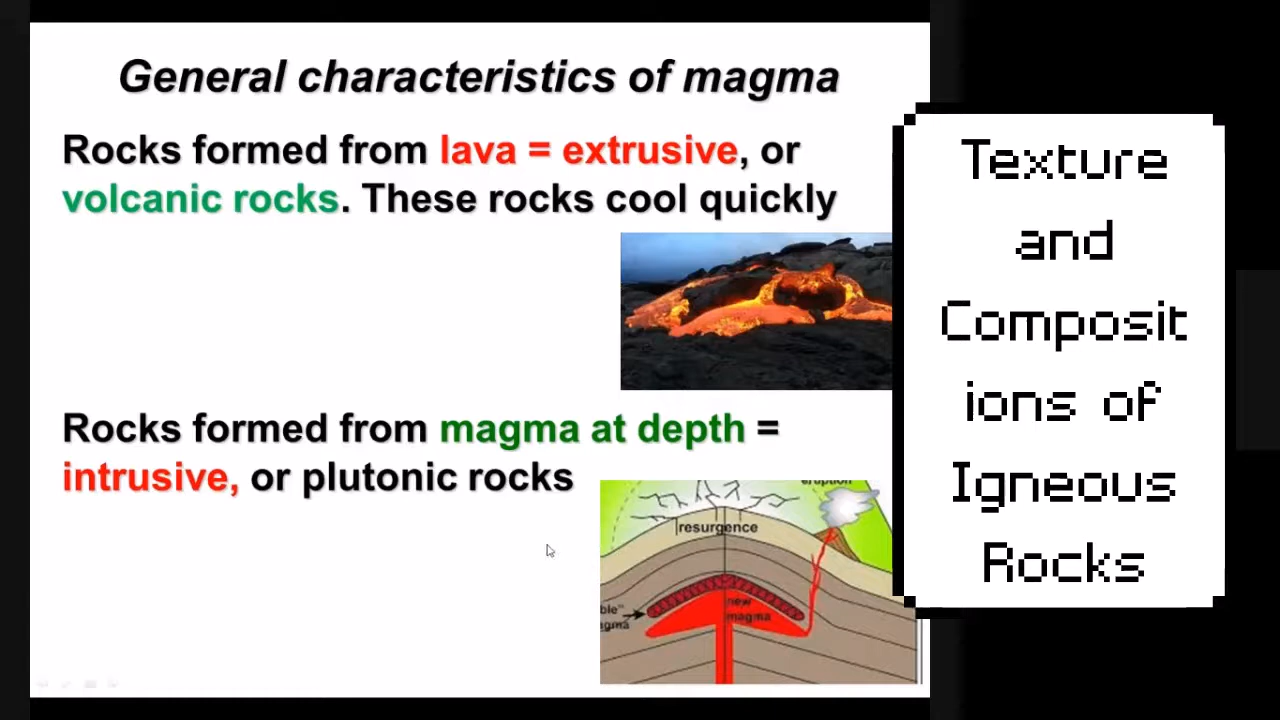 General characteristics of magma
Rocks formed from lava = extrusive, or
volcanic rocks. These rocks cool quickly
Rocks formed from magma at depth =
intrusive, or plutonic rocks
eruption
resurgence
new
magma
Texture
and
Composit
ions of
Igneous
Rocks